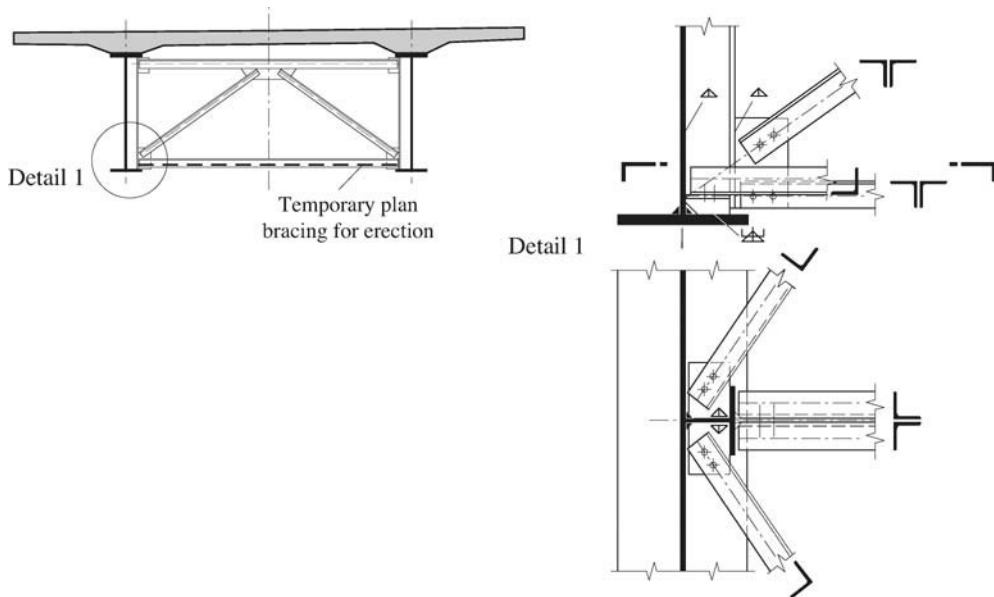 Detail 1
Temporary plan
bracing for erection
Detail 1